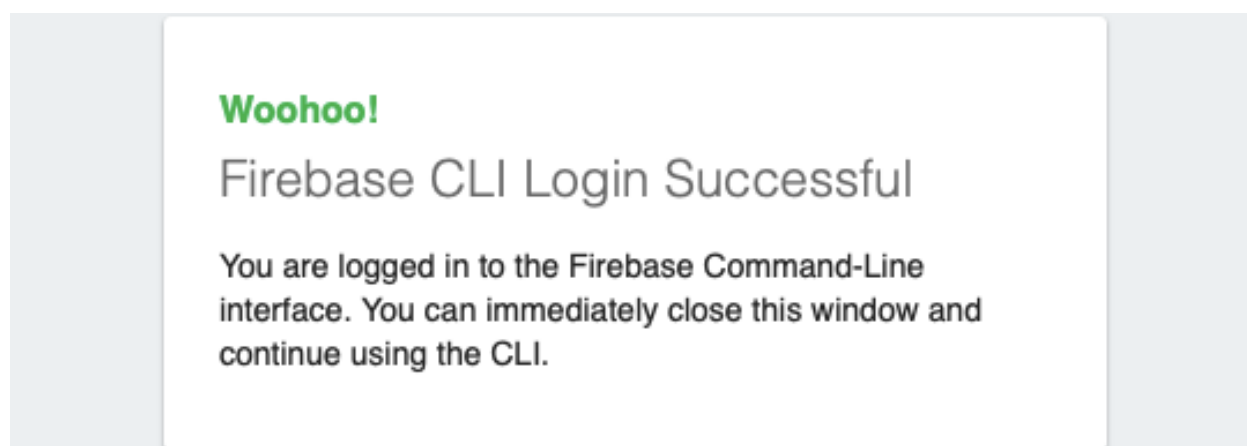 Woohoo!
Firebase CLI Login Successful
You are logged in to the Firebase Command-Line
interface. You can immediately close this window and
continue using the CLI.